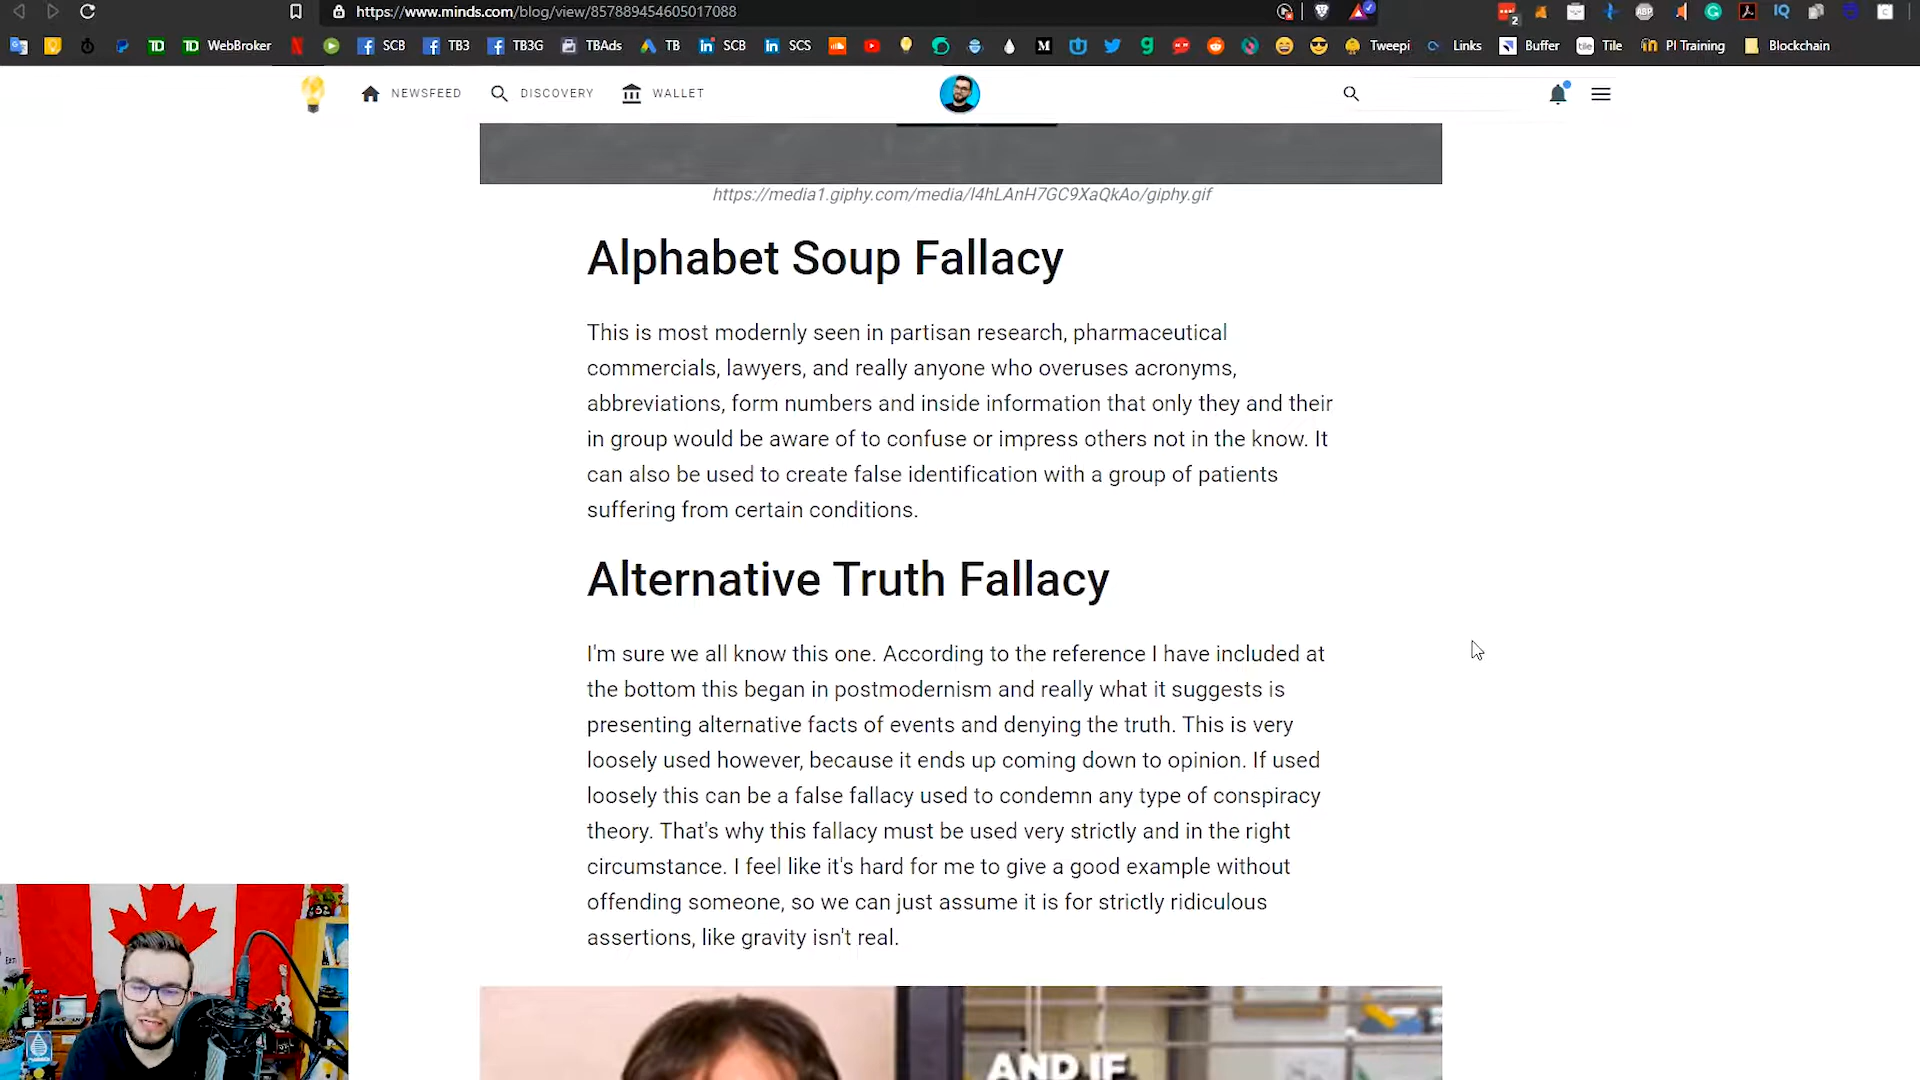 https://www.minds.com/blog/view/857889454605017088
2
ABP
TD
TD WebBroker
SCB
TB3
TB3G
TBAds
TB
SCB
SCS
M
Tweepi
Links
Buffer
tile Tile
PI Training
Blockchain
NEWSFEED
DISCOVERY
WALLET
https://media1.giphy.com/media/l4hLAnH7GC9XaQkAo/giphy.gif
Alphabet Soup Fallacy
This is most modernly seen in partisan research, pharmaceutical
commercials, lawyers, and really anyone who overuses acronyms,
abbreviations, form numbers and inside information that only they and their
in group would be aware of to confuse or impress others not in the know. It
can also be used to create false identification with a group of patients
suffering from certain conditions.
Alternative Truth Fallacy
I'm sure we all know this one. According to the reference I have included at
the bottom this began in postmodernism and really what it suggests is
presenting alternative facts of events and denying the truth. This is very
loosely used however, because it ends up coming down to opinion. If used
loosely this can be a false fallacy used to condemn any type of conspiracy
theory. That's why this fallacy must be used very strictly and in the right
circumstance. I feel like it's hard for me to give a good example without
offending someone, so we can just assume it is for strictly ridiculous
assertions, like gravity isn't real.
AND IF